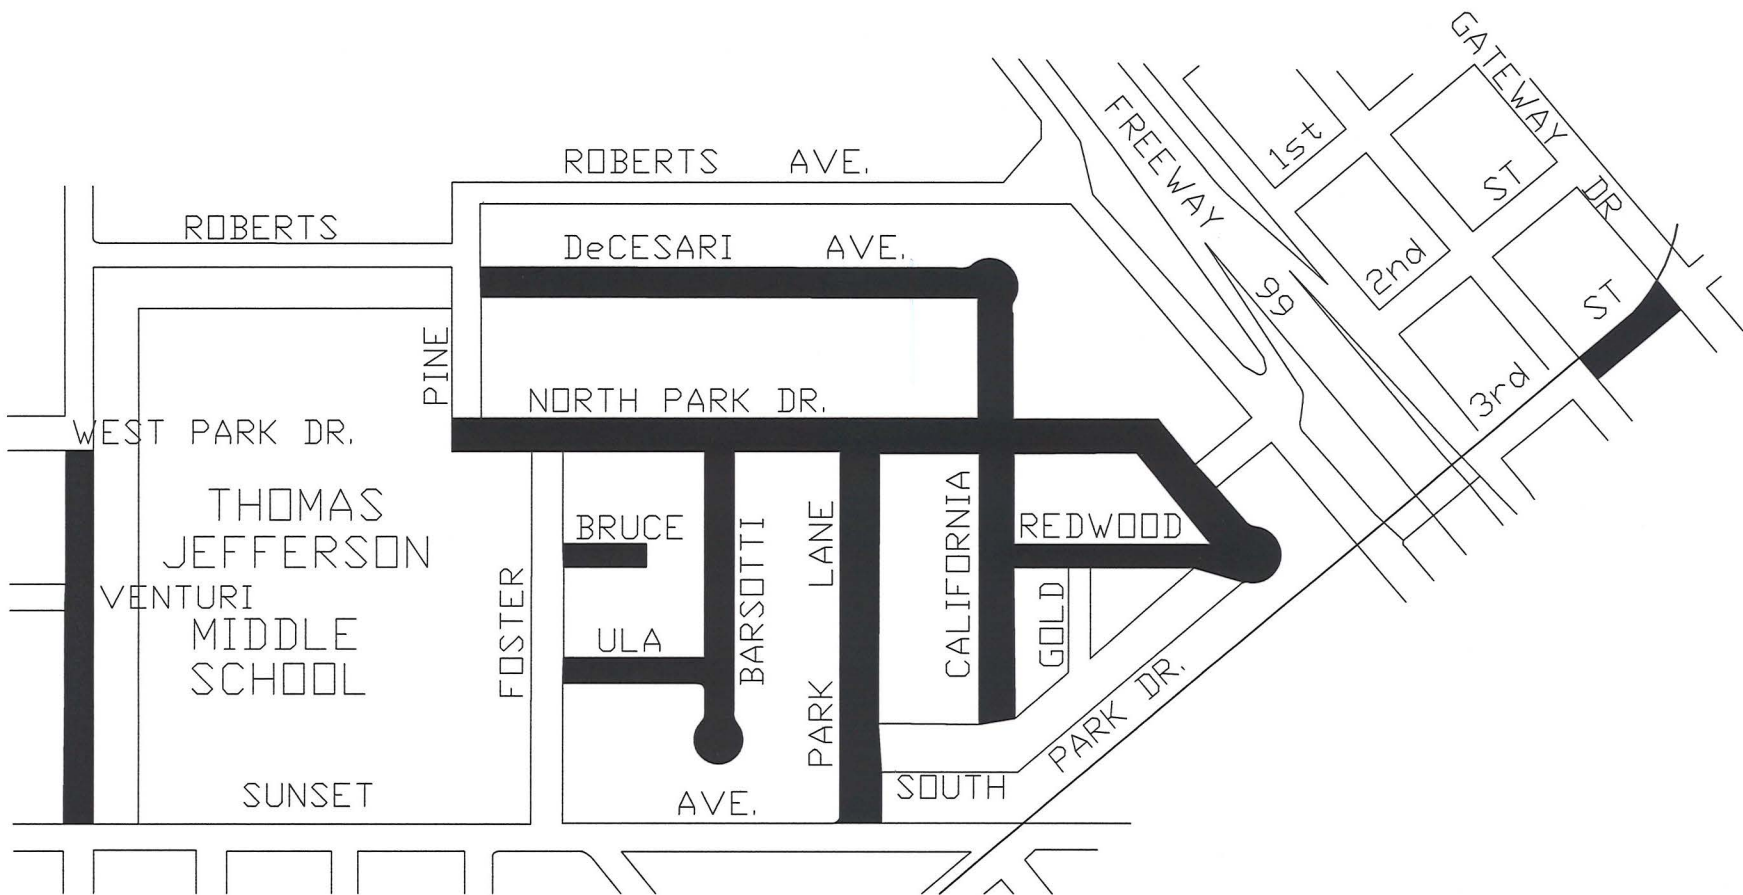 GATEWAY DR
FREEWAY 99
1st ST
2nd ST
3rd
ROBERTS AVE.
ROBERTS
DeCESARI AVE.
PINE
NORTH PARK DR.
WEST PARK DR.
THOMAS
JEFFERSON
VENTURI
MIDDLE
SCHOOL
FOSTER
BRUCE
ULA
BARSOTTI
PARK LANE
CALIFORNIA
REDWOOD
GOLD
SOUTH PARK DR.
SUNSET AVE.